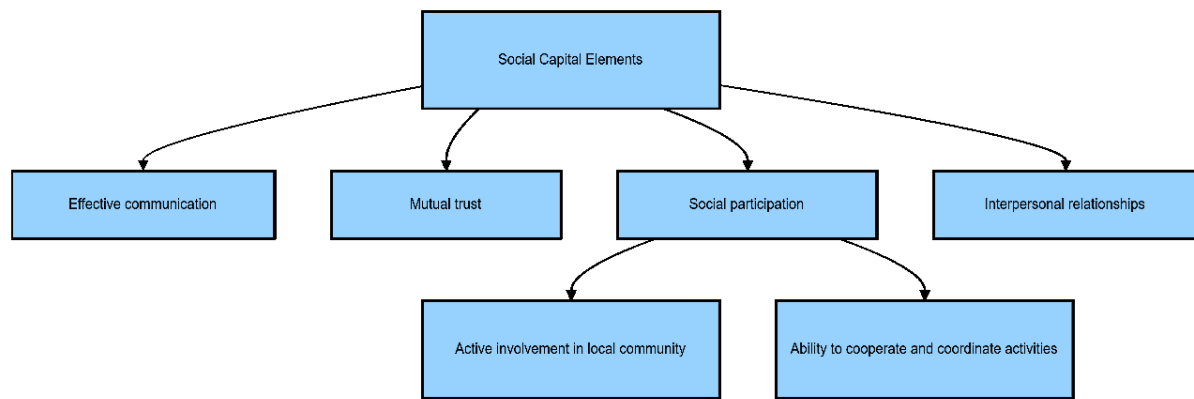 Social Capital Elements
Effective communication
Mutual trust
Social participation
Interpersonal relationships
Active involvement in local community
Ability to cooperate and coordinate activities